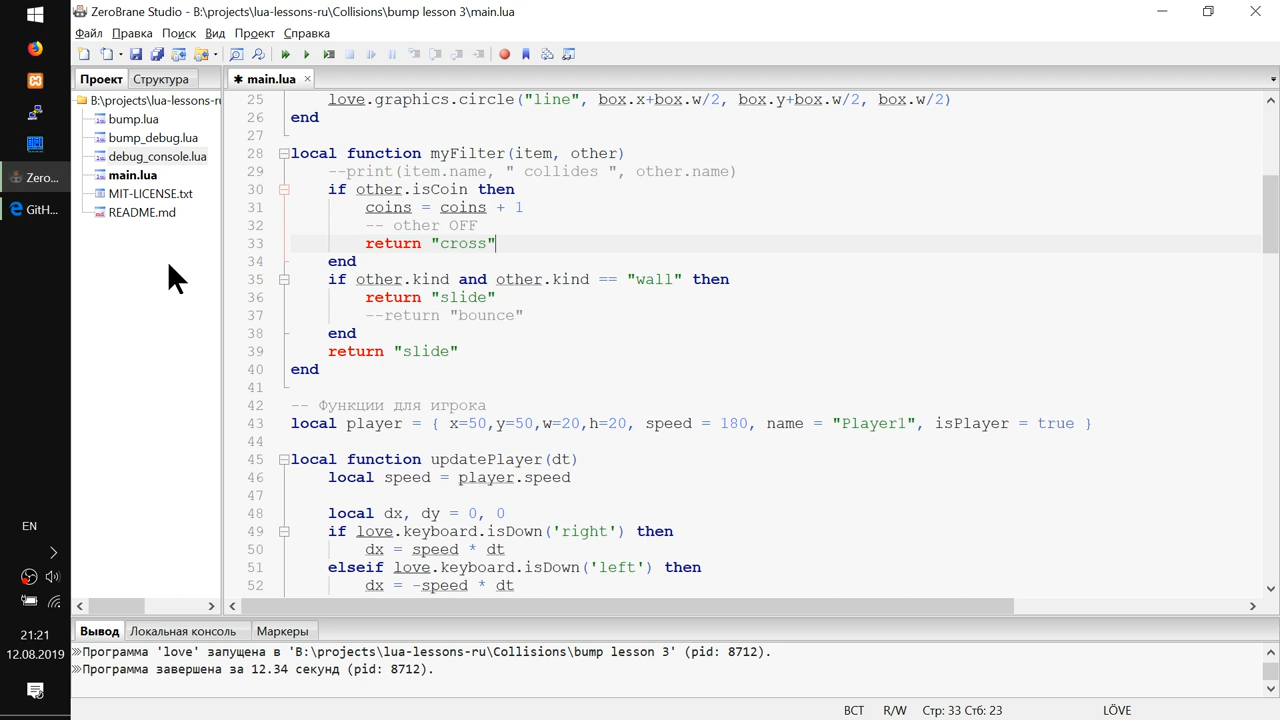 ZeroBrane Studio - B:\projects\lua-lessons-ru\Collisions\bump lesson 3\main.lua
Файл Правка Поиск Вид Проект Справка
Проект Структура
✱ main.lua
B:\projects\lua-lessons-ru
bump.lua
bump_debug.lua
debug_console.lua
main.lua
MIT-LICENSE.txt
README.md
Zero...
GitH...
EN
21:21
12.08.2019
25 love.graphics.circle("line", box.x+box.w/2, box.y+box.w/2, box.w/2)
26 end
27
28 local function myFilter(item, other)
29 --print(item.name, " collides ", other.name)
30 if other.isCoin then
31 coins = coins + 1
32 -- other OFF
33 return "cross"
34 end
35 if other.kind and other.kind == "wall" then
36 return "slide"
37 --return "bounce"
38 end
39 return "slide"
40 end
41
42 -- Функции для игрока
43 local player = { x=50,y=50,w=20,h=20, speed = 180, name = "Player1", isPlayer = true }
44
45 local function updatePlayer(dt)
46 local speed = player.speed
47
48 local dx, dy = 0, 0
49 if love.keyboard.isDown('right') then
50 dx = speed * dt
51 elseif love.keyboard.isDown('left') then
52 dx = -speed * dt
Вывод Локальная консоль Маркеры
Программа 'love' запущена в 'B:\projects\lua-lessons-ru\Collisions\bump lesson 3' (pid: 8712).
Программа завершена за 12.34 секунд (pid: 8712).
ВСТ R/W Стр: 33 Стб: 23 LÖVE